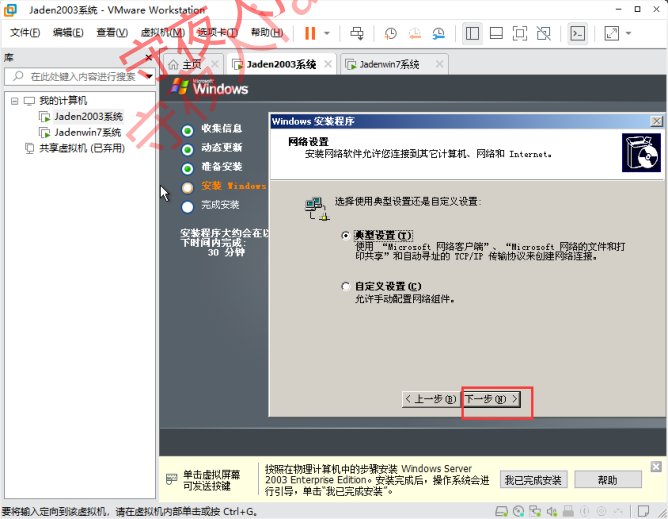 Jaden2003系统 - VMware Workstation
文件(F) 编辑(E) 查看(V) 虚拟机(M) 选项卡(T) 帮助(H)
库
在此处键入内容进行搜索
我的计算机
Jaden2003系统
Jadenwin7系统
共享虚拟机 (已弃用)
主页 Jaden2003系统 Jadenwin7系统
Microsoft
Windows
收集信息
动态更新
准备安装
安装 Windows
完成安装
安装程序大约会在以
下时间内完成:
30 分钟
Windows 安装程序
网络设置
安装网络软件允许您连接到其它计算机、网络和 Internet。
选择使用典型设置还是自定义设置:
典型设置(T)
使用 “Microsoft 网络客户端”、“Microsoft 网络的文件和打
印共享”和自动寻址的 TCP/IP 传输协议来创建网络连接。
自定义设置(C)
允许手动配置网络组件。
< 上一步(B) 下一步(N) >
单击虚拟屏幕
可发送按键
按照在物理计算机中的步骤安装 Windows Server
2003 Enterprise Edition。安装完成后，操作系统会进
行引导，单击“我已完成安装”。
我已完成安装 帮助
要将输入定向到该虚拟机，请在虚拟机内部单击或按 Ctrl+G。